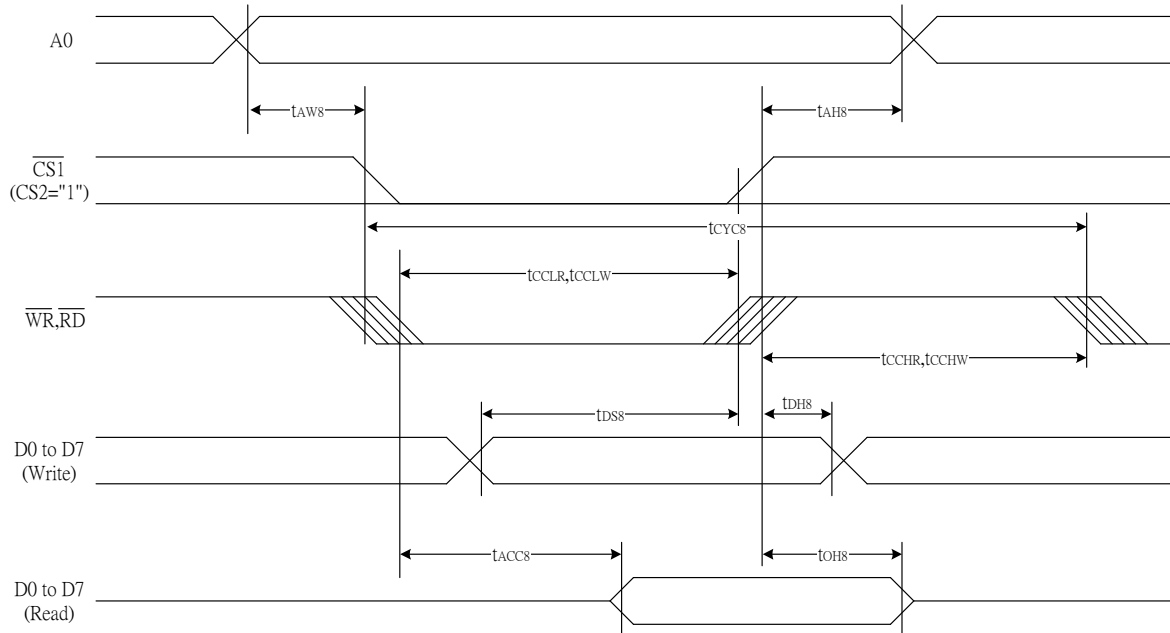 A0
tAW8
tAH8
CS1
(CS2="1")
tCYC8
tCCLR,tCCLW
WR,RD
tCCHR,tCCHW
tDS8
tDH8
D0 to D7
(Write)
tACC8
tOH8
D0 to D7
(Read)